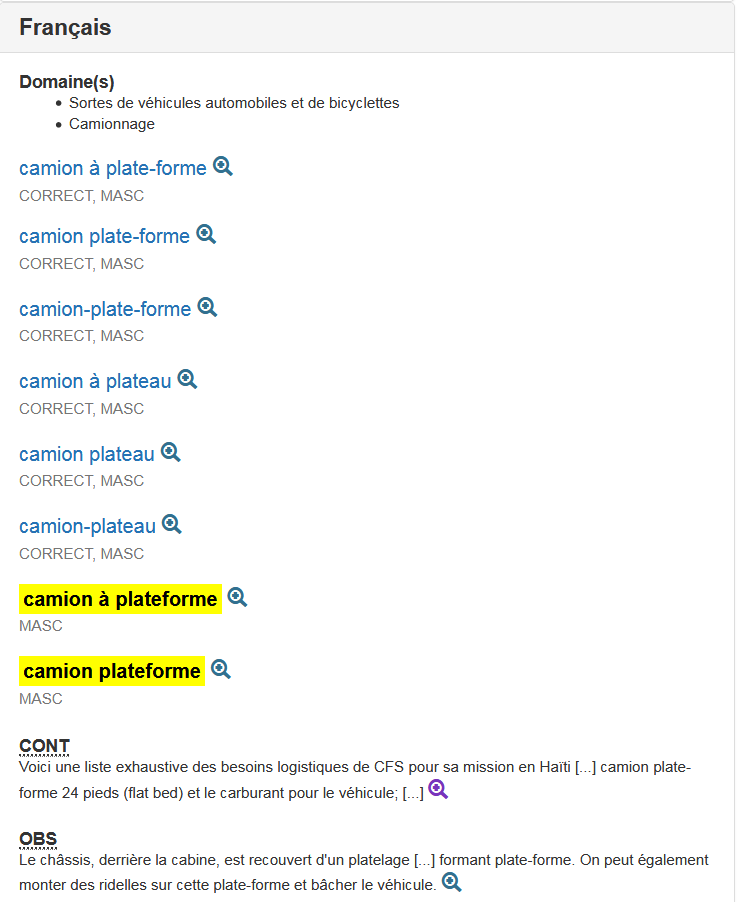 Français
Domaine(s)
Sortes de véhicules automobiles et de bicyclettes
Camionnage
camion à plate-forme
CORRECT, MASC
camion plate-forme
CORRECT, MASC
camion-plate-forme
CORRECT, MASC
camion à plateau
CORRECT, MASC
camion plateau
CORRECT, MASC
camion-plateau
CORRECT, MASC
camion à plateforme
MASC
camion plateforme
MASC
CONT
Voici une liste exhaustive des besoins logistiques de CFS pour sa mission en Haïti [...] camion plate-
forme 24 pieds (flat bed) et le carburant pour le véhicule; [...]
OBS
Le châssis, derrière la cabine, est recouvert d'un platelage [...] formant plate-forme. On peut également
monter des ridelles sur cette plate-forme et bâcher le véhicule.